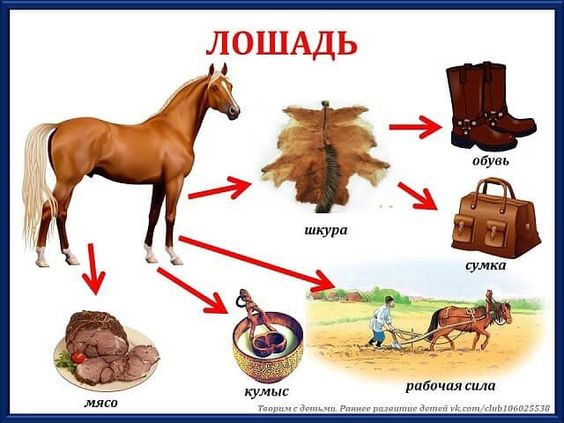 ЛОШАДЬ
обувь
шкура
сумка
мясо
кумыс
рабочая сила
Творим с детьми. Раннее развитие детей vk.com/club106025538